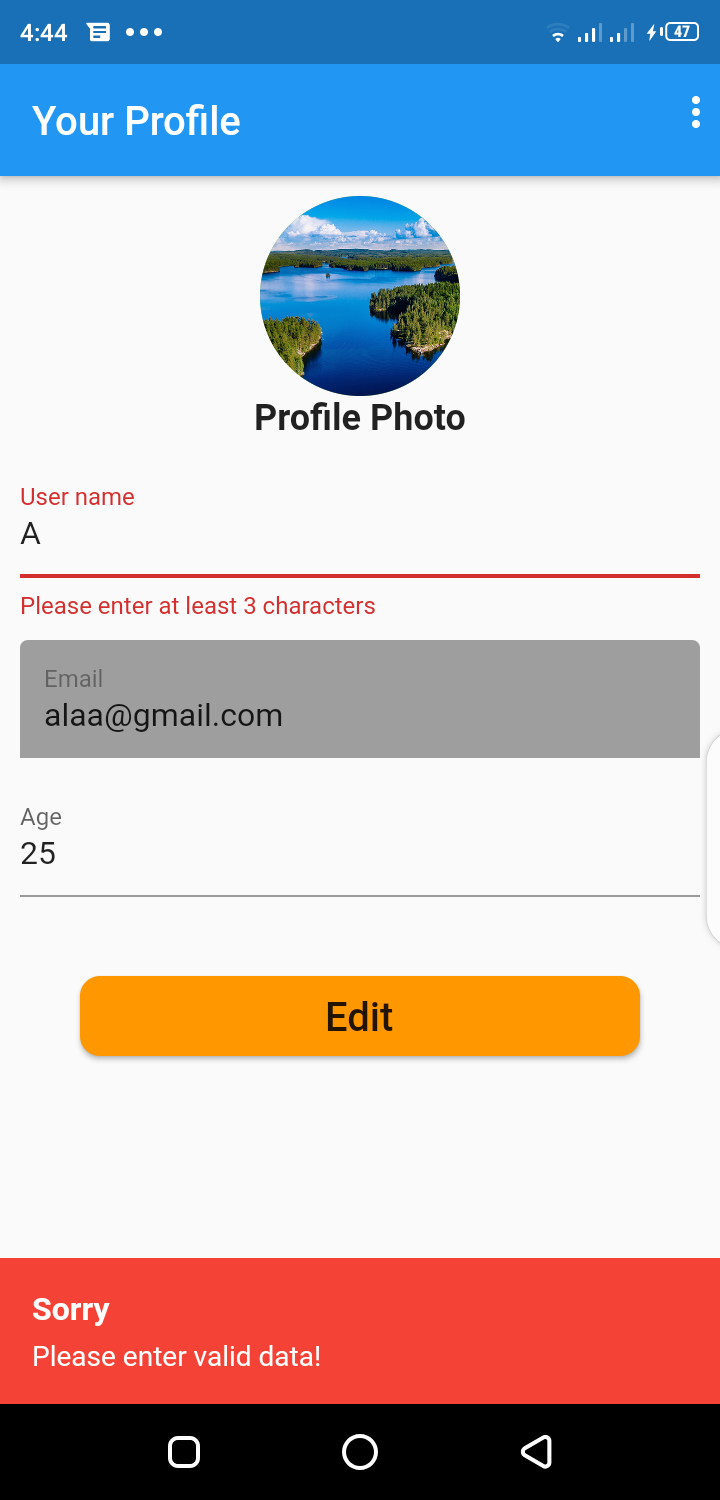 4:44
47
Your Profile
Profile Photo
User name
A
Please enter at least 3 characters
Email
alaa@gmail.com
Age
25
Edit
Sorry
Please enter valid data!